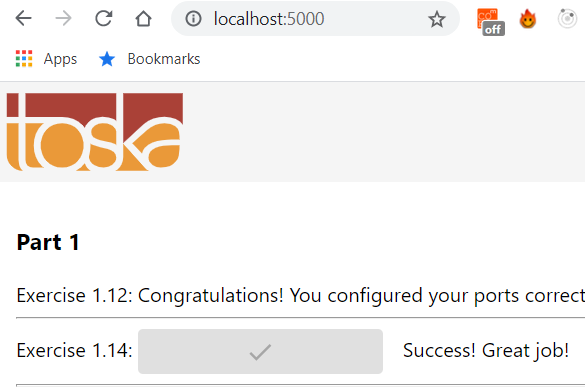 localhost:5000
off
Apps
Bookmarks
toska
Part 1
Exercise 1.12: Congratulations! You configured your ports correct
Exercise 1.14:
Success! Great job!